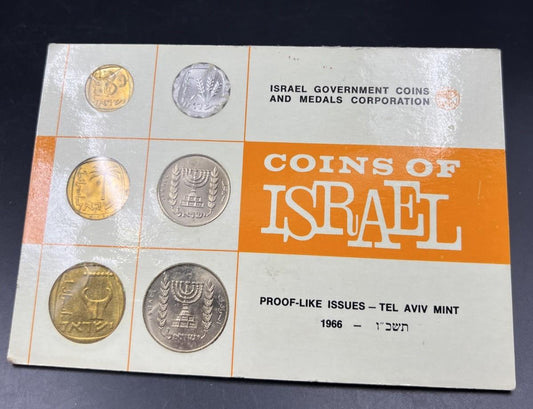 ISRAEL GOVERNMENT COINS
AND MEDALS CORPORATION
COINS OF
ISRAEL
PROOF-LIKE ISSUES – TEL AVIV MINT
1966 – תשכ"ו